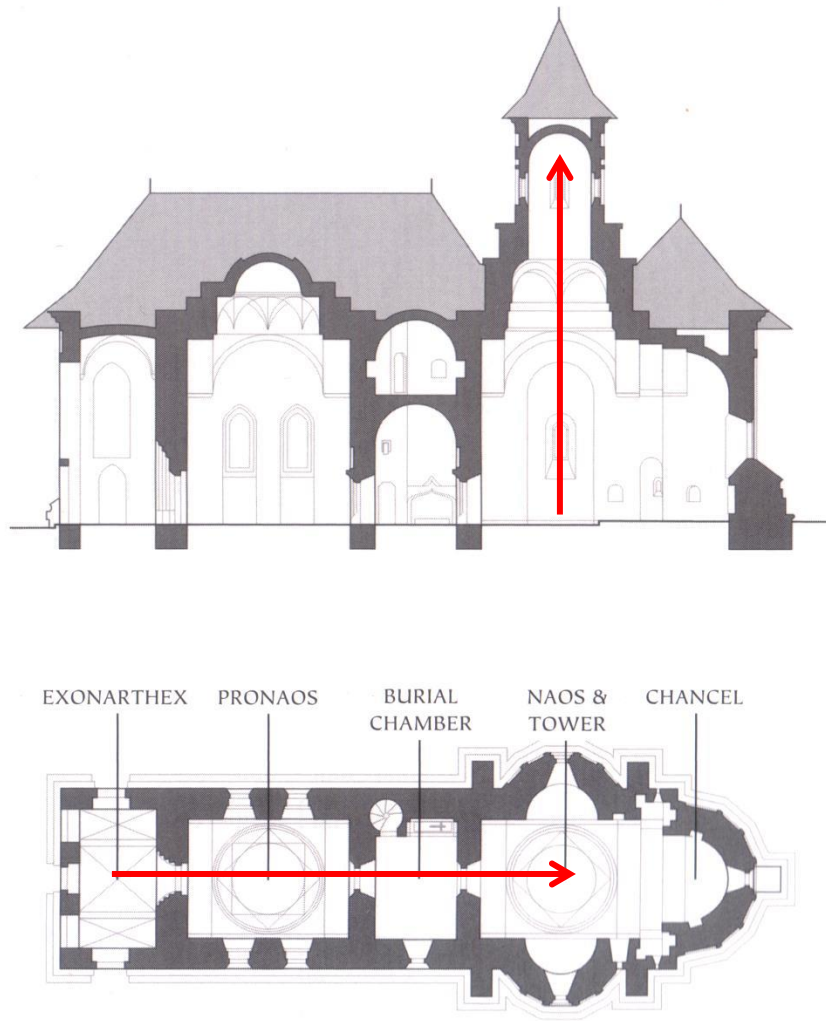 EXONARTHEX
PRONAOS
BURIAL
CHAMBER
NAOS &
TOWER
CHANCEL